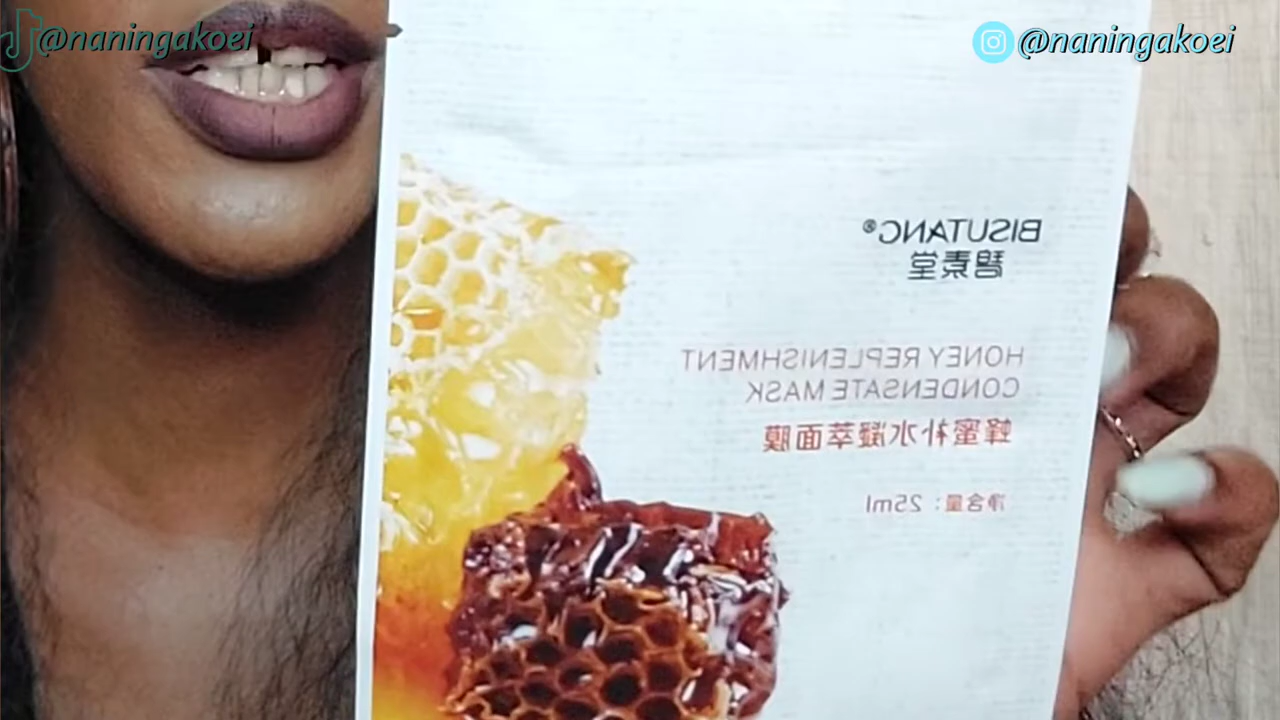 @naningakoei
@naningakoei
BISUTANG®
碧素堂
HONEY REPLENISHMENT
CONDENSATE MASK
蜂蜜补水凝萃面膜
净含量：25ml